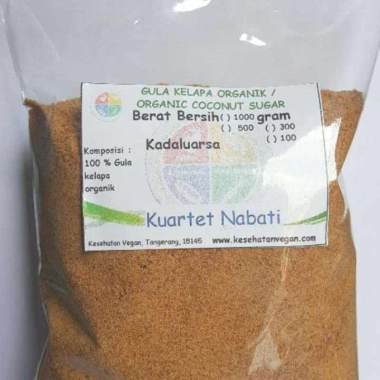 GULA KELAPA ORGANIK /
ORGANIC COCONUT SUGAR
Berat Bersih () 1000 gram
() 500 () 300
() 100
Komposisi :
100 % Gula
kelapa
organik
Kadaluarsa
Kuartet Nabati
Kesehatan Vegan, Tangerang, 15145 www.kesehatanvegan.com